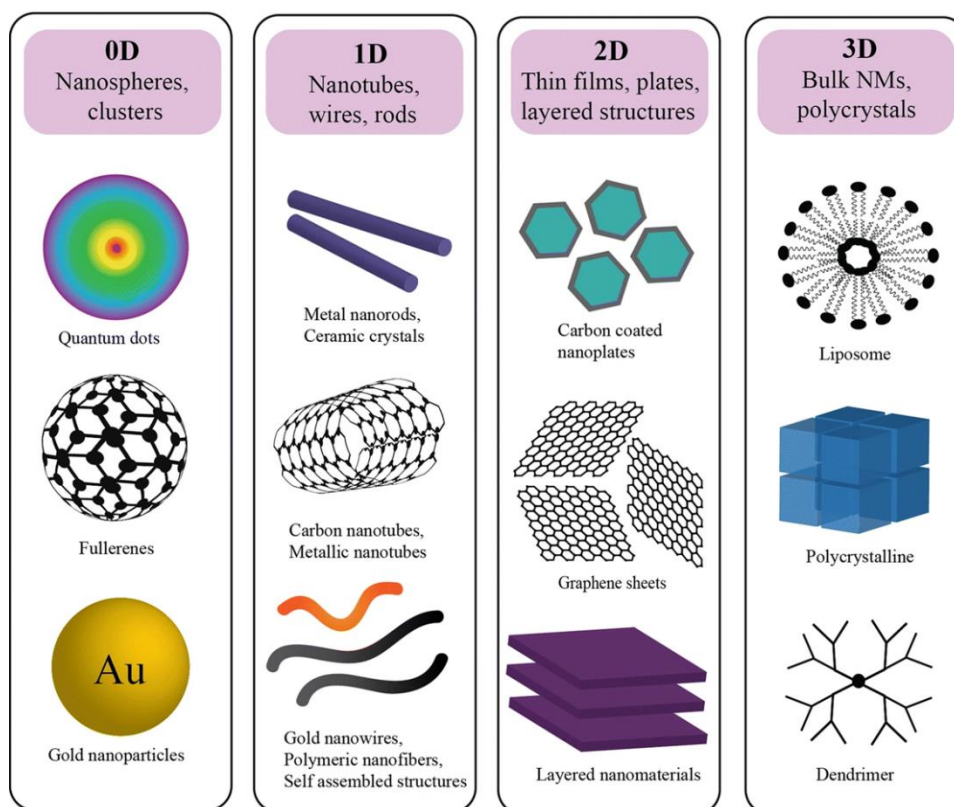 0D
Nanospheres,
clusters
Quantum dots
Fullerenes
Au
Gold nanoparticles
1D
Nanotubes,
wires, rods
Metal nanorods,
Ceramic crystals
Carbon nanotubes,
Metallic nanotubes
Gold nanowires,
Polymeric nanofibers,
Self assembled structures
2D
Thin films, plates,
layered structures
Carbon coated
nanoplates
Graphene sheets
Layered nanomaterials
3D
Bulk NMs,
polycrystals
Liposome
Polycrystalline
Dendrimer